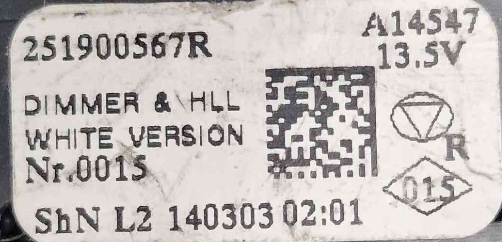 251900567R A14547
13.5V
DIMMER & HLL
WHITE VERSION
Nr.0015
R
015
ShN L2 140303 02:01